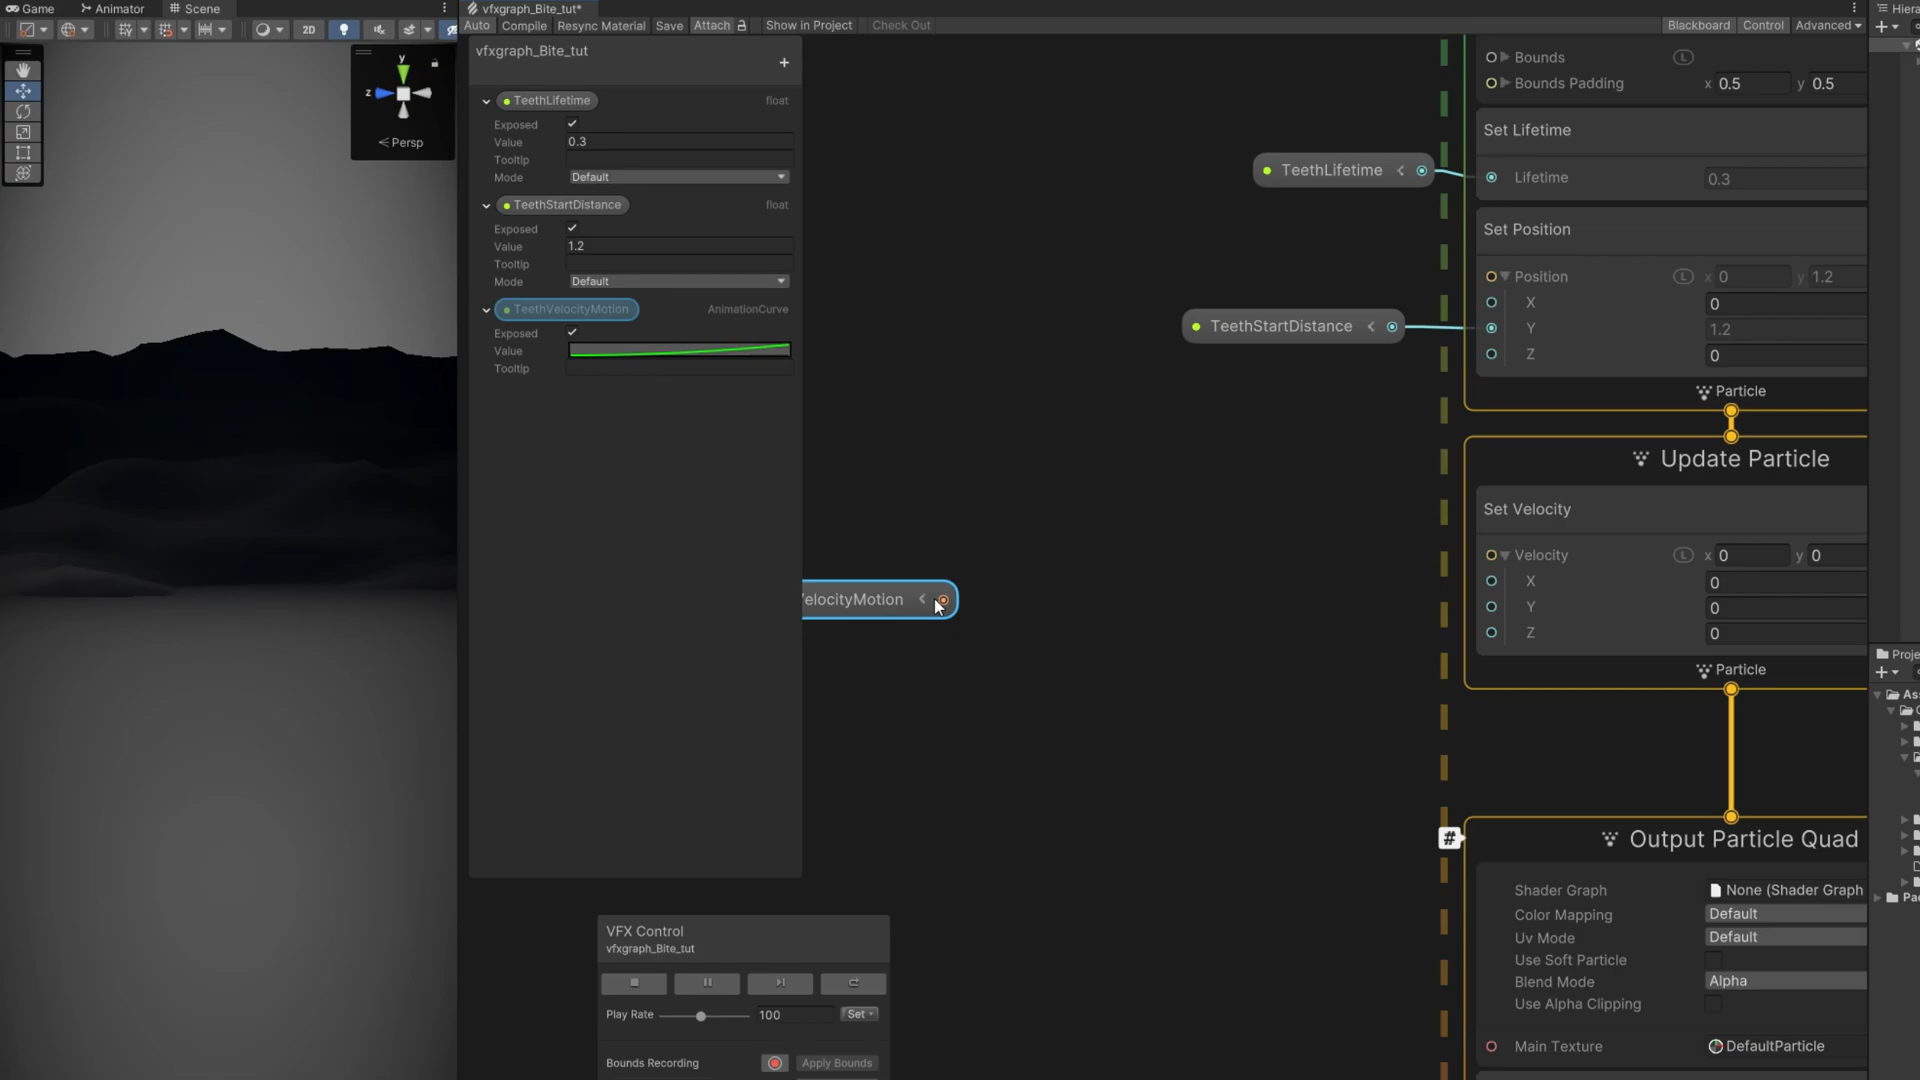 Game Animator Scene
vfxgraph_Bite_tut*
Hiera
2D
Auto Compile Resync Material Save Attach Show in Project Check Out Blackboard Control Advanced
y
z
Persp
vfxgraph_Bite_tut
+
TeethLifetime float
Exposed
Value 0.3
Tooltip
Mode Default
TeethStartDistance float
Exposed
Value 1.2
Tooltip
Mode Default
TeethVelocityMotion AnimationCurve
Exposed
Value
Tooltip
TeethLifetime
TeethStartDistance
VelocityMotion
Bounds L
Bounds Padding x 0.5 y 0.5
Set Lifetime
Lifetime 0.3
Set Position
Position L x 0 y 1.2
X 0
Y 1.2
Z 0
Particle
Update Particle
Set Velocity
Velocity L x 0 y 0
X 0
Y 0
Z 0
Particle
#
Output Particle Quad
Shader Graph None (Shader Graph
Color Mapping Default
Uv Mode Default
Use Soft Particle
Blend Mode Alpha
Use Alpha Clipping
Main Texture DefaultParticle
VFX Control
vfxgraph_Bite_tut
Play Rate 100 Set
Bounds Recording Apply Bounds
Proje
As
Pac